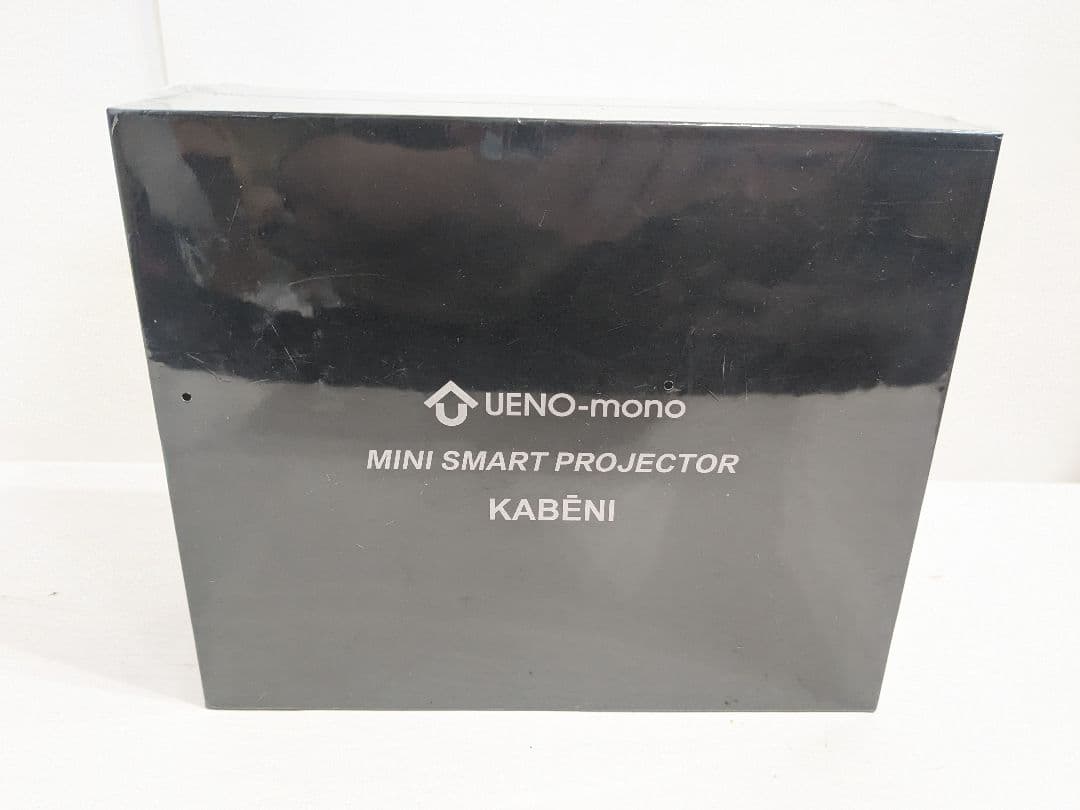 UENO-mono
MINI SMART PROJECTOR
KABĒNI